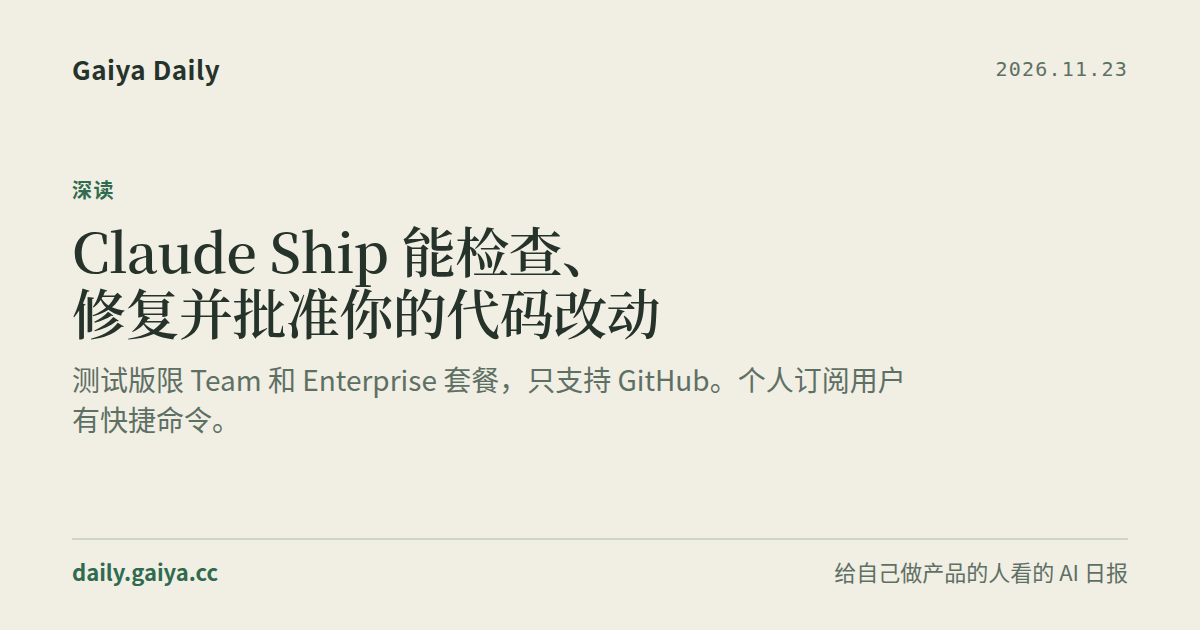 Gaiya Daily
2026.11.23
深读
Claude Ship 能检查、
修复并批准你的代码改动
测试版限 Team 和 Enterprise 套餐，只支持 GitHub。个人订阅用户
有快捷命令。
daily.gaiya.cc
给自己做产品的人看的 AI 日报